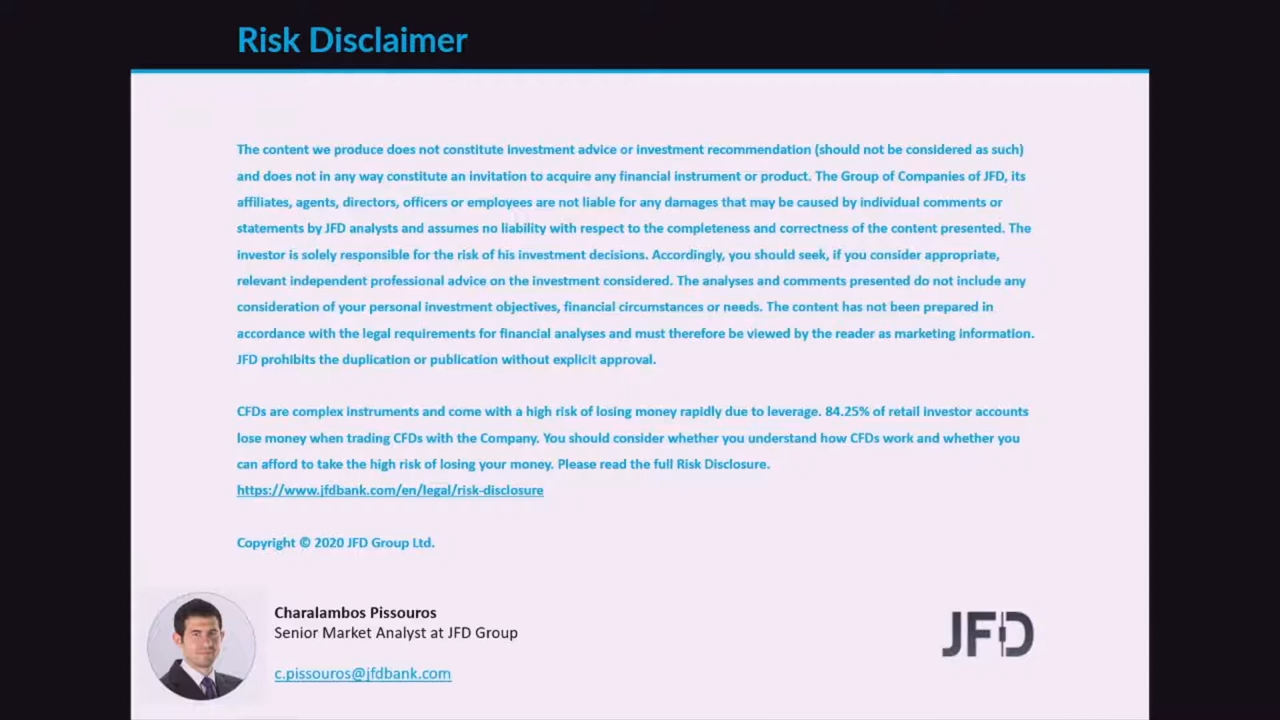 Risk Disclaimer
The content we produce does not constitute investment advice or investment recommendation (should not be considered as such)
and does not in any way constitute an invitation to acquire any financial instrument or product. The Group of Companies of JFD, its
affiliates, agents, directors, officers or employees are not liable for any damages that may be caused by individual comments or
statements by JFD analysts and assumes no liability with respect to the completeness and correctness of the content presented. The
investor is solely responsible for the risk of his investment decisions. Accordingly, you should seek, if you consider appropriate,
relevant independent professional advice on the investment considered. The analyses and comments presented do not include any
consideration of your personal investment objectives, financial circumstances or needs. The content has not been prepared in
accordance with the legal requirements for financial analyses and must therefore be viewed by the reader as marketing information.
JFD prohibits the duplication or publication without explicit approval.
CFDs are complex instruments and come with a high risk of losing money rapidly due to leverage. 84.25% of retail investor accounts
lose money when trading CFDs with the Company. You should consider whether you understand how CFDs work and whether you
can afford to take the high risk of losing your money. Please read the full Risk Disclosure.
https://www.jfdbank.com/en/legal/risk-disclosure
Copyright © 2020 JFD Group Ltd.
Charalambos Pissouros
Senior Market Analyst at JFD Group
c.pissouros@jfdbank.com
JFD